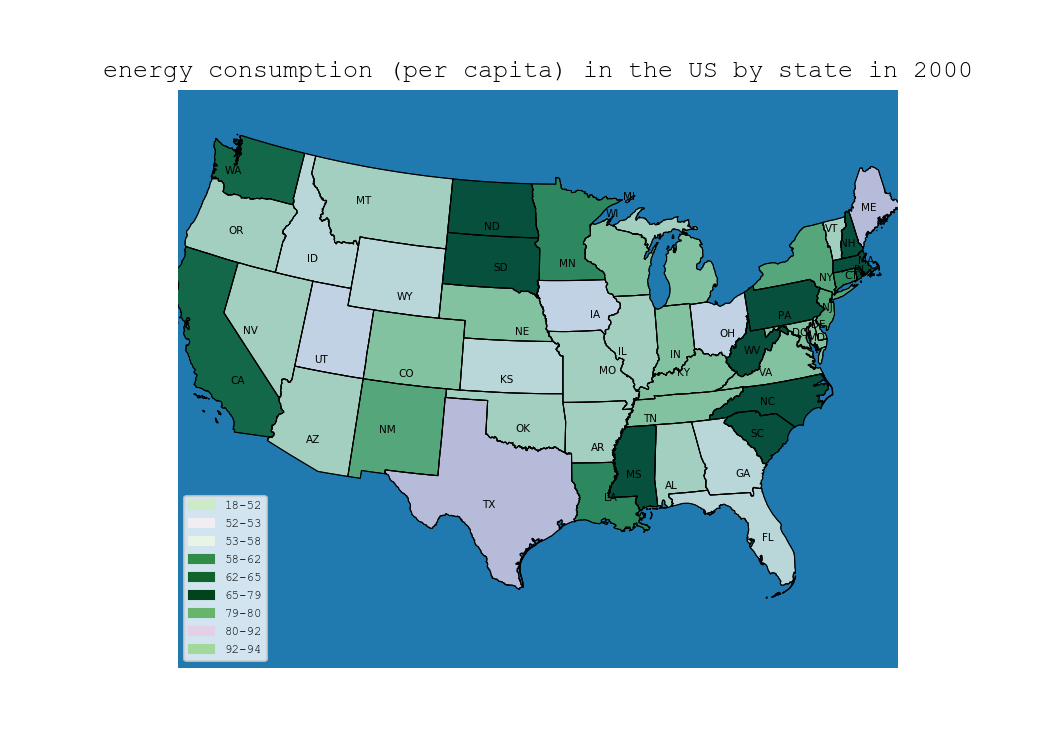 energy consumption (per capita) in the US by state in 2000
WA
MT
ND
MN
WI
MI
ME
VT
NH
MA
OR
ID
SD
WY
NY
CT
NV
UT
CO
NE
IA
IL
IN
OH
PA
NJ
DE
MD
DC
WV
VA
KY
CA
AZ
NM
KS
MO
OK
AR
TN
NC
SC
TX
LA
MS
AL
GA
FL
18-52
52-53
53-58
58-62
62-65
65-79
79-80
80-92
92-94